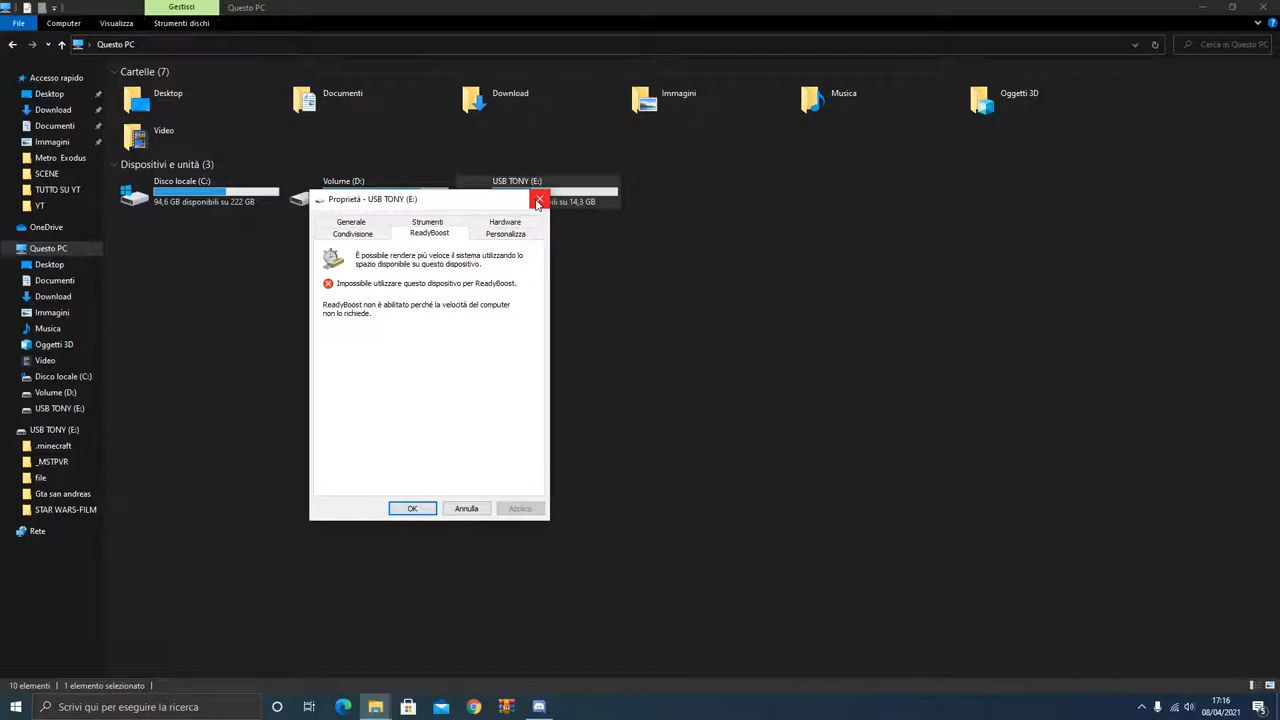 Gestisci
Questo PC
File
Computer
Visualizza
Strumenti dischi
Questo PC
Cerca in Questo PC
Accesso rapido
Desktop
Download
Documenti
Immagini
Metro Exodus
SCENE
TUTTO SU YT
YT
OneDrive
Questo PC
Desktop
Documenti
Download
Immagini
Musica
Oggetti 3D
Video
Disco locale (C:)
Volume (D:)
USB TONY (E:)
USB TONY (E:)
.minecraft
_MSTPVR
file
Gta san andreas
STAR WARS-FILM
Rete
Cartelle (7)
Desktop
Documenti
Download
Immagini
Musica
Oggetti 3D
Video
Dispositivi e unità (3)
Disco locale (C:)
94,6 GB disponibili su 222 GB
Volume (D:)
USB TONY (E:)
su 14,3 GB
Proprietà - USB TONY (E:)
Generale
Strumenti
Hardware
Condivisione
ReadyBoost
Personalizza
È possibile rendere più veloce il sistema utilizzando lo
spazio disponibile su questo dispositivo.
Impossibile utilizzare questo dispositivo per ReadyBoost.
ReadyBoost non è abilitato perché la velocità del computer
non lo richiede.
OK
Annulla
Applica
10 elementi
1 elemento selezionato
Scrivi qui per eseguire la ricerca
17:16
08/04/2021